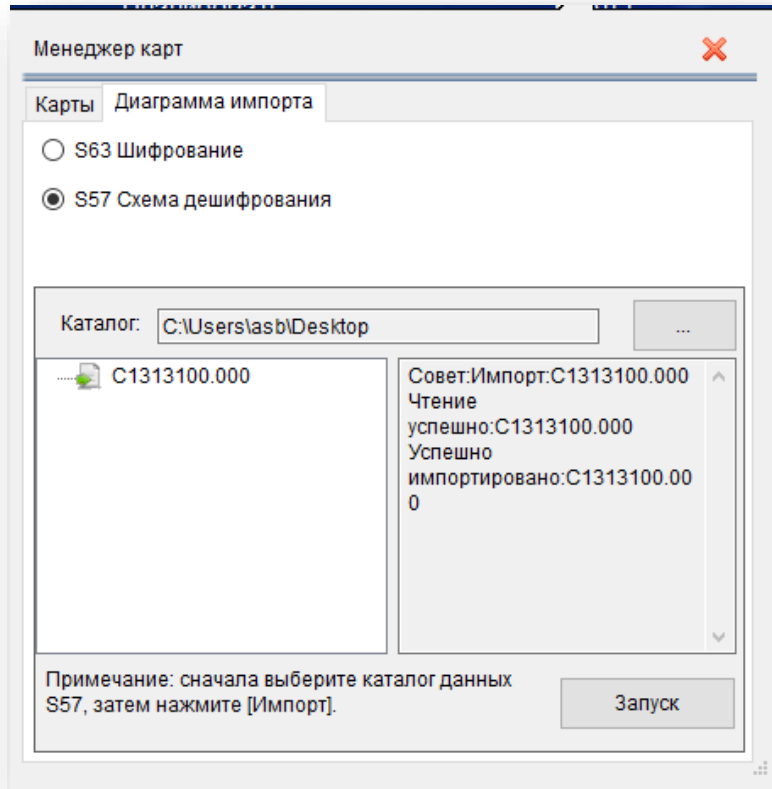 Менеджер карт
Карты
Диаграмма импорта
S63 Шифрование
S57 Схема дешифрования
Каталог:
C:\Users\asb\Desktop
...
C1313100.000
Совет:Импорт:C1313100.000
Чтение
успешно:C1313100.000
Успешно
импортировано:C1313100.00
0
Примечание: сначала выберите каталог данных
S57, затем нажмите [Импорт].
Запуск